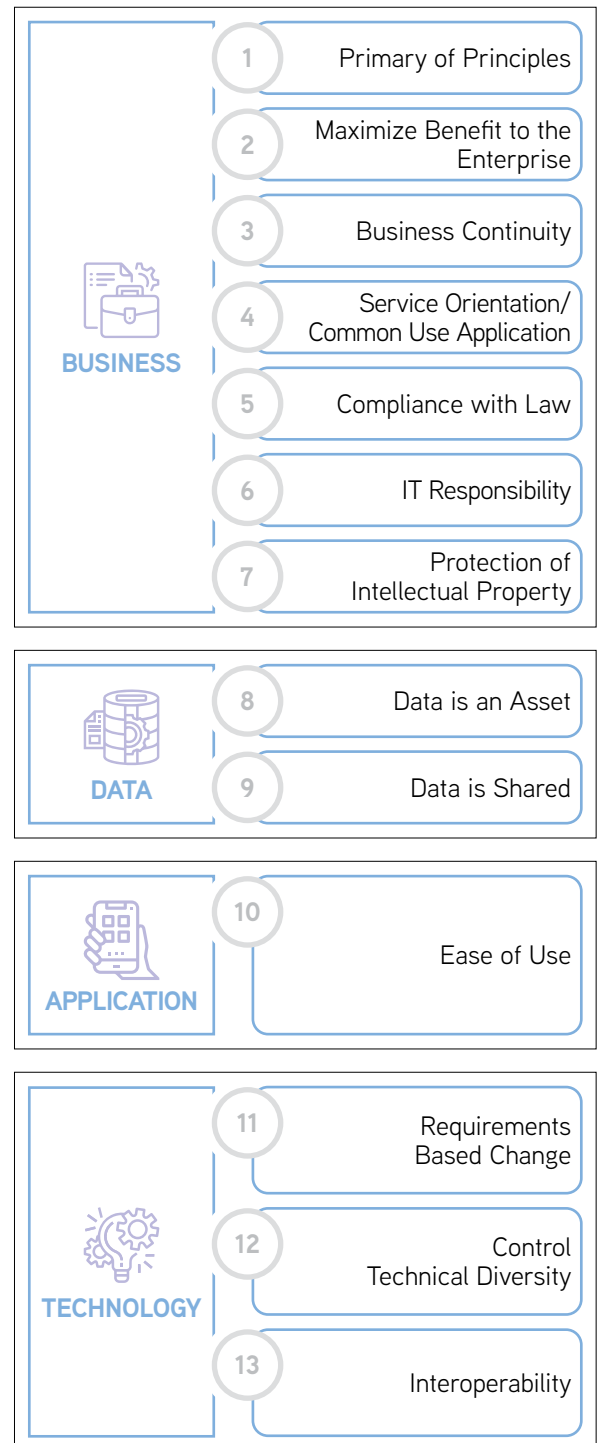 BUSINESS
1
Primary of Principles
2
Maximize Benefit to the
Enterprise
3
Business Continuity
4
Service Orientation/
Common Use Application
5
Compliance with Law
6
IT Responsibility
7
Protection of
Intellectual Property
DATA
8
Data is an Asset
9
Data is Shared
APPLICATION
10
Ease of Use
TECHNOLOGY
11
Requirements
Based Change
12
Control
Technical Diversity
13
Interoperability